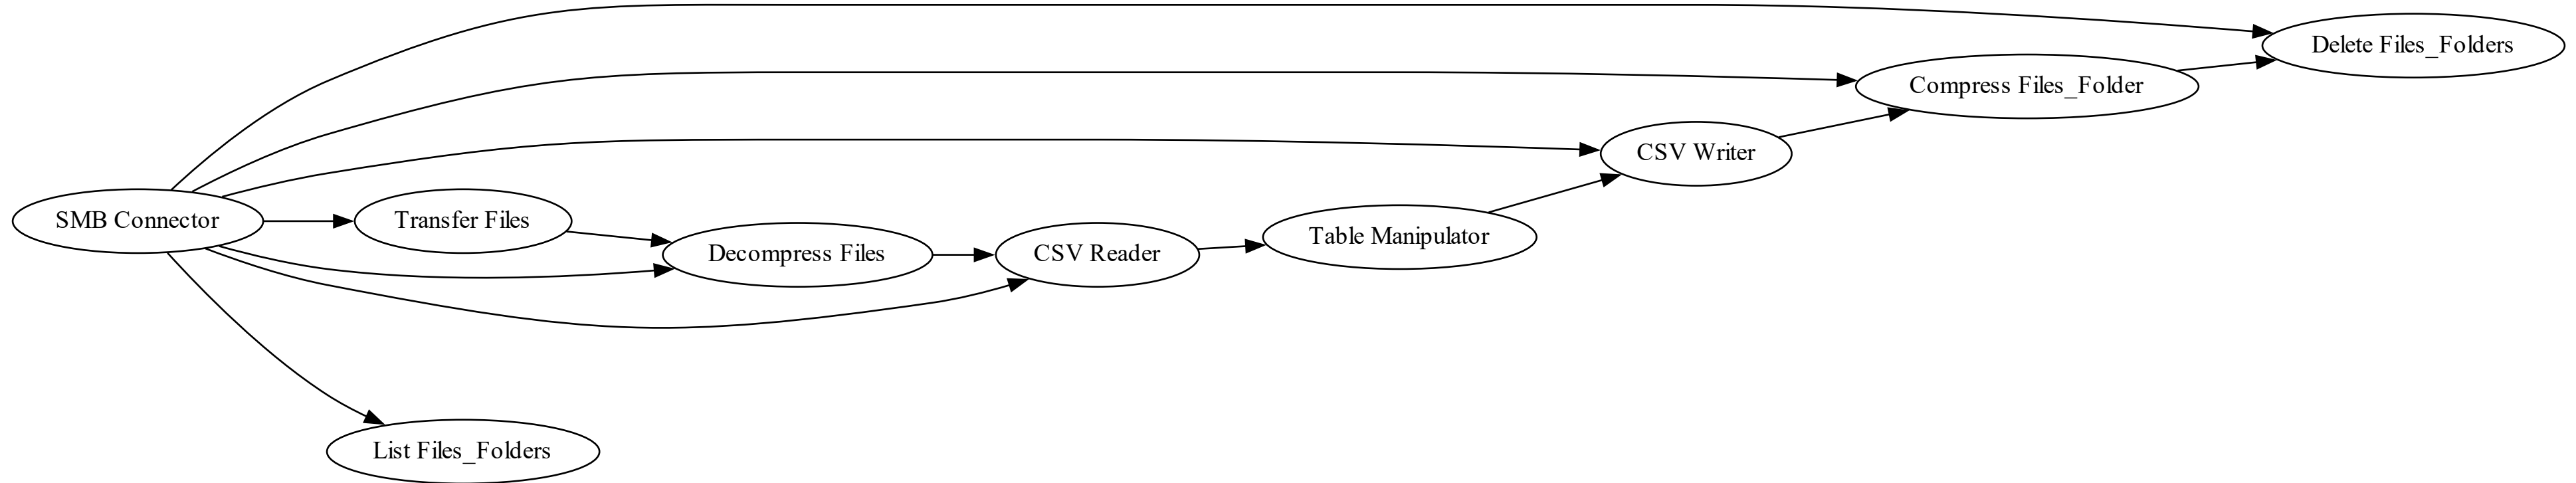 Delete Files_Folders
Compress Files_Folder
CSV Writer
SMB Connector
Transfer Files
Decompress Files
CSV Reader
Table Manipulator
List Files_Folders